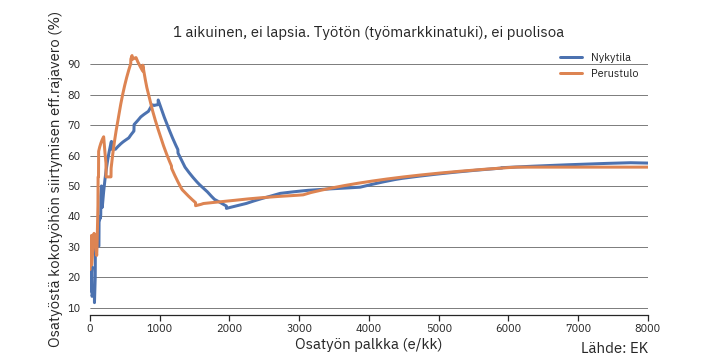 1 aikuinen, ei lapsia. Työtön (työmarkkinatuki), ei puolisoa
Nykytila
Perustulo
Osatyöstä kokotyöhön siirtymisen eff.rajavero (%)
90
80
70
60
50
40
30
20
10
0 1000 2000 3000 4000 5000 6000 7000 8000
Osatyön palkka (e/kk)
Lähde: EK